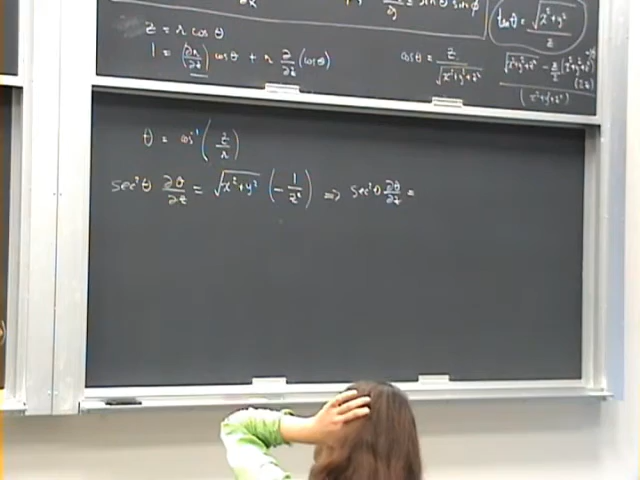 z = r cos θ
tan θ = √(x²+y²) / z
1 = (∂r/∂z) cos θ + r ∂/∂z (cos θ)
cos θ = z / √(x²+y²+z²)
θ = cos⁻¹ (z/r)
sec²θ ∂θ/∂z = √(x²+y²) (−1/z²) ⇒ sec²θ ∂θ/∂z =